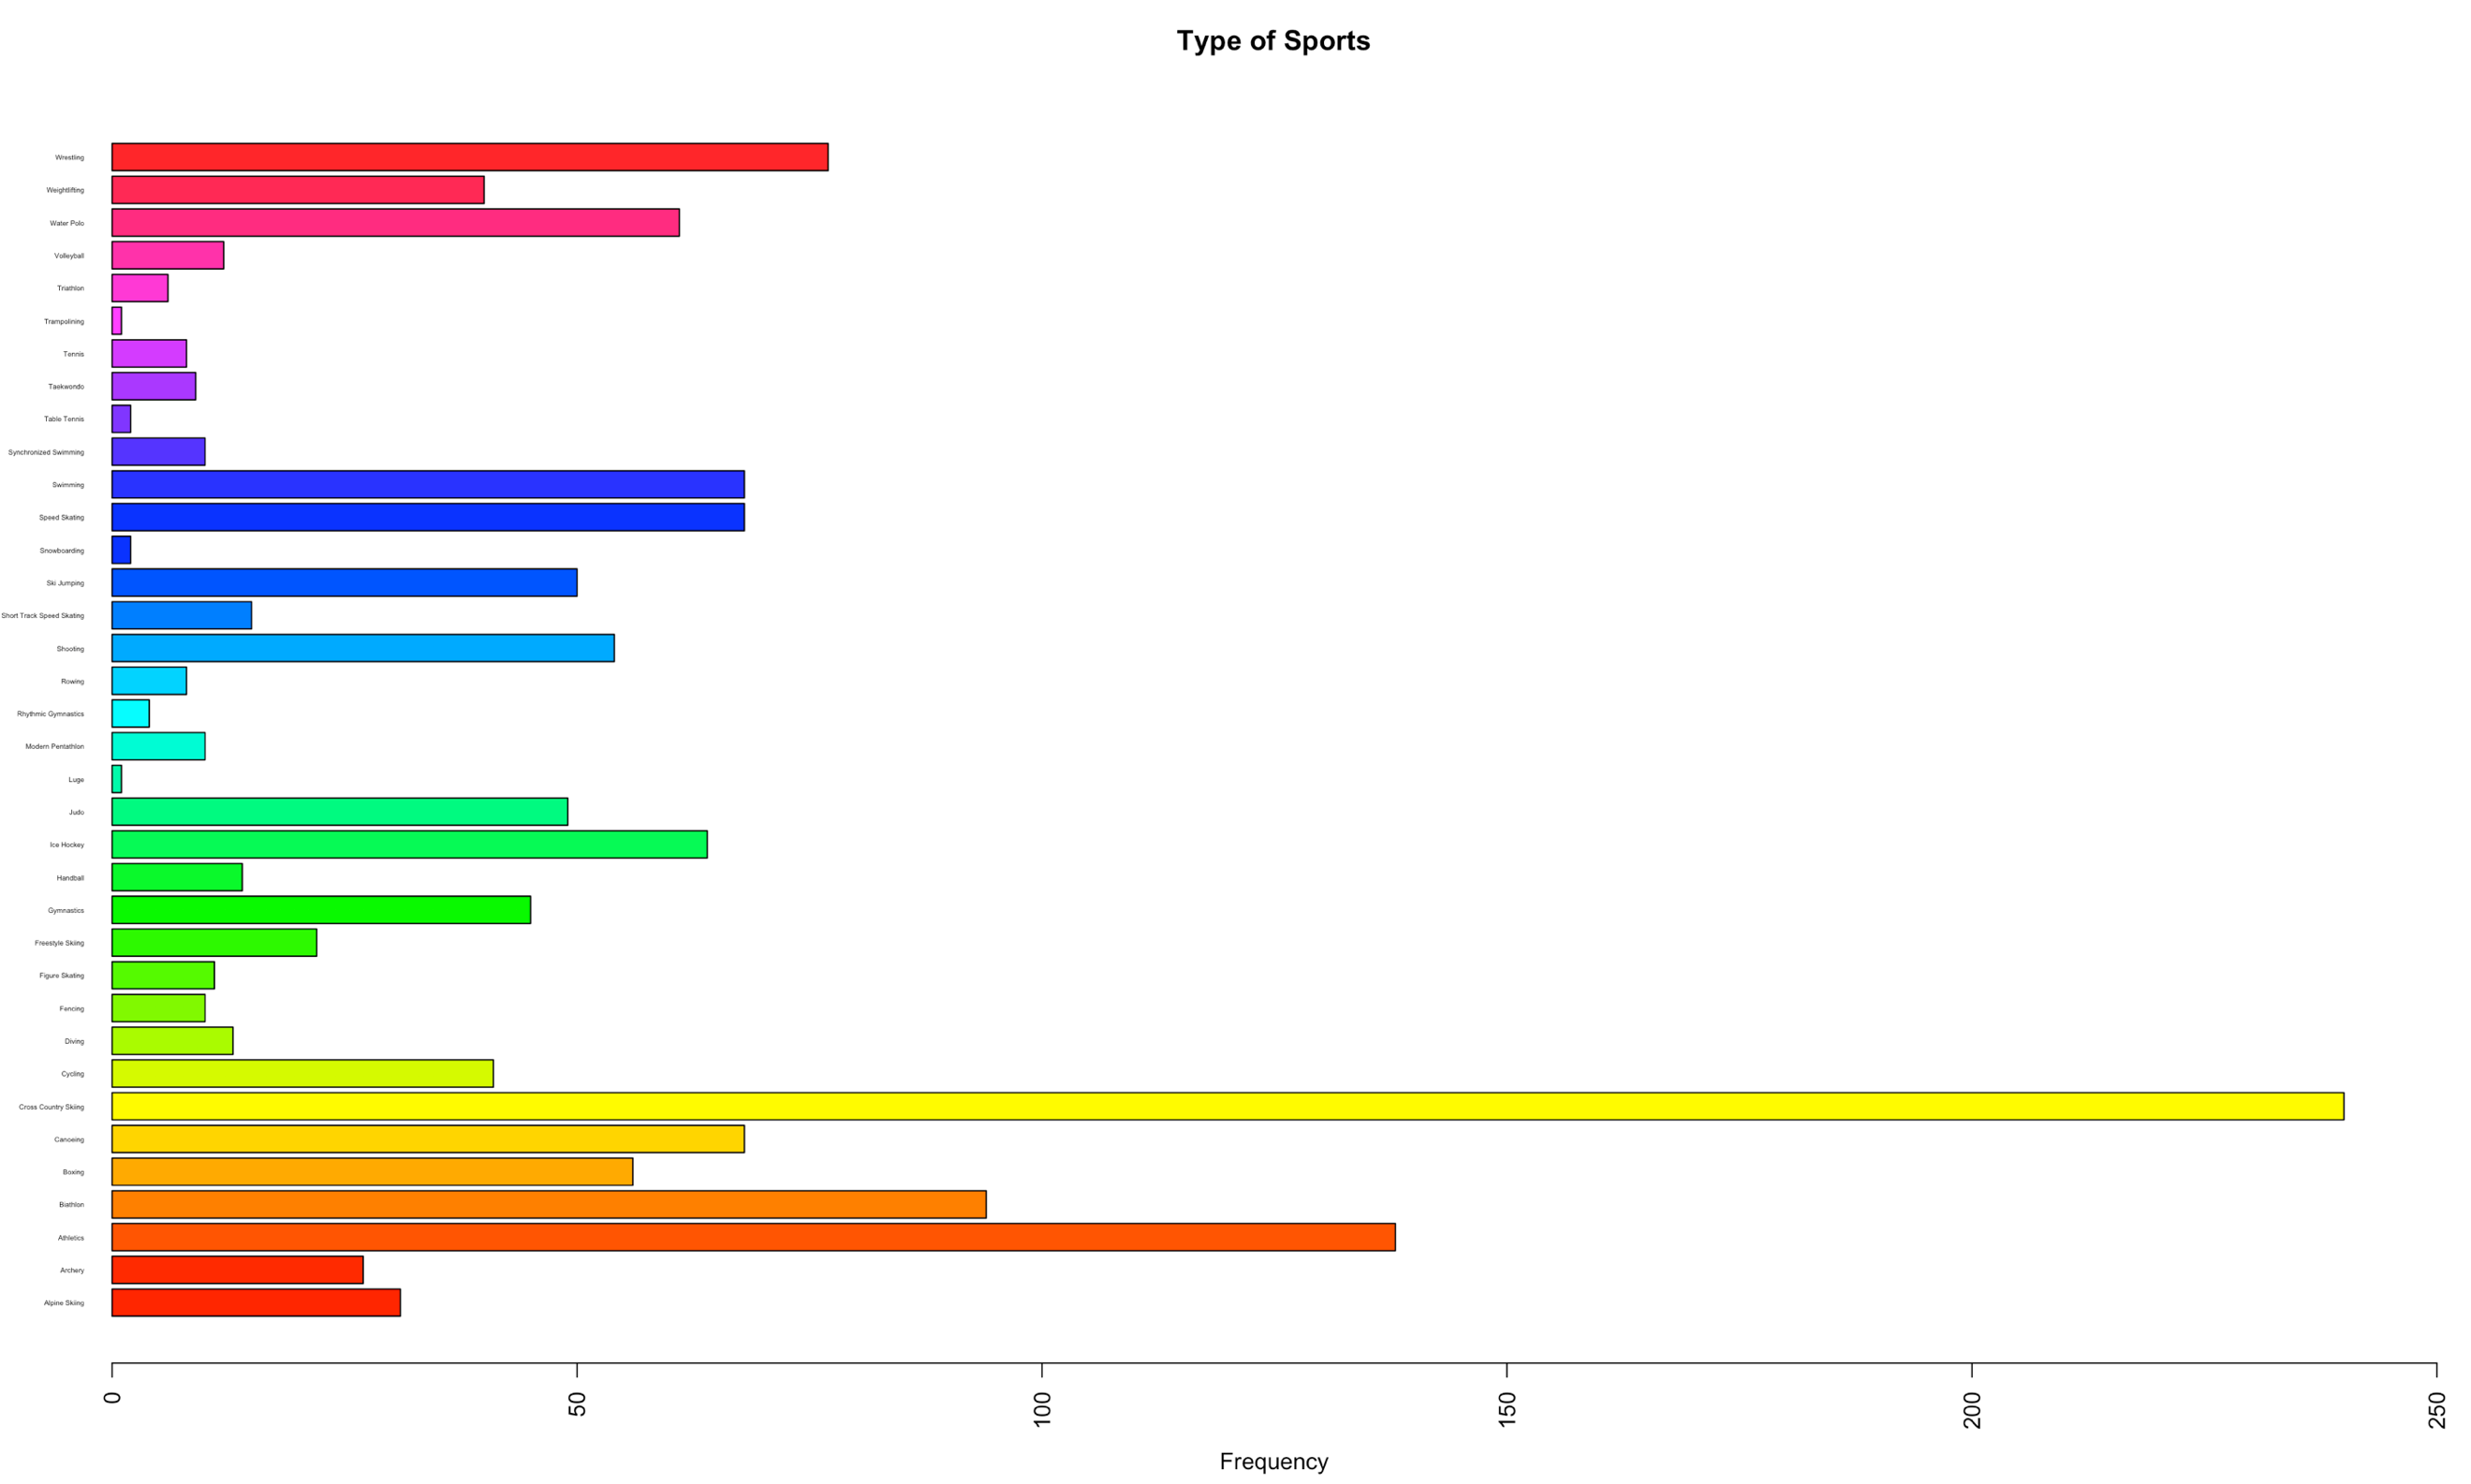 Type of Sports
Wrestling
Weightlifting
Water Polo
Volleyball
Triathlon
Trampolining
Tennis
Taekwondo
Table Tennis
Synchronized Swimming
Swimming
Speed Skating
Snowboarding
Ski Jumping
Short Track Speed Skating
Shooting
Rowing
Rhythmic Gymnastics
Modern Pentathlon
Luge
Judo
Ice Hockey
Handball
Gymnastics
Freestyle Skiing
Figure Skating
Fencing
Diving
Cycling
Cross Country Skiing
Canoeing
Boxing
Biathlon
Athletics
Archery
Alpine Skiing
0 50 100 150 200 250
Frequency